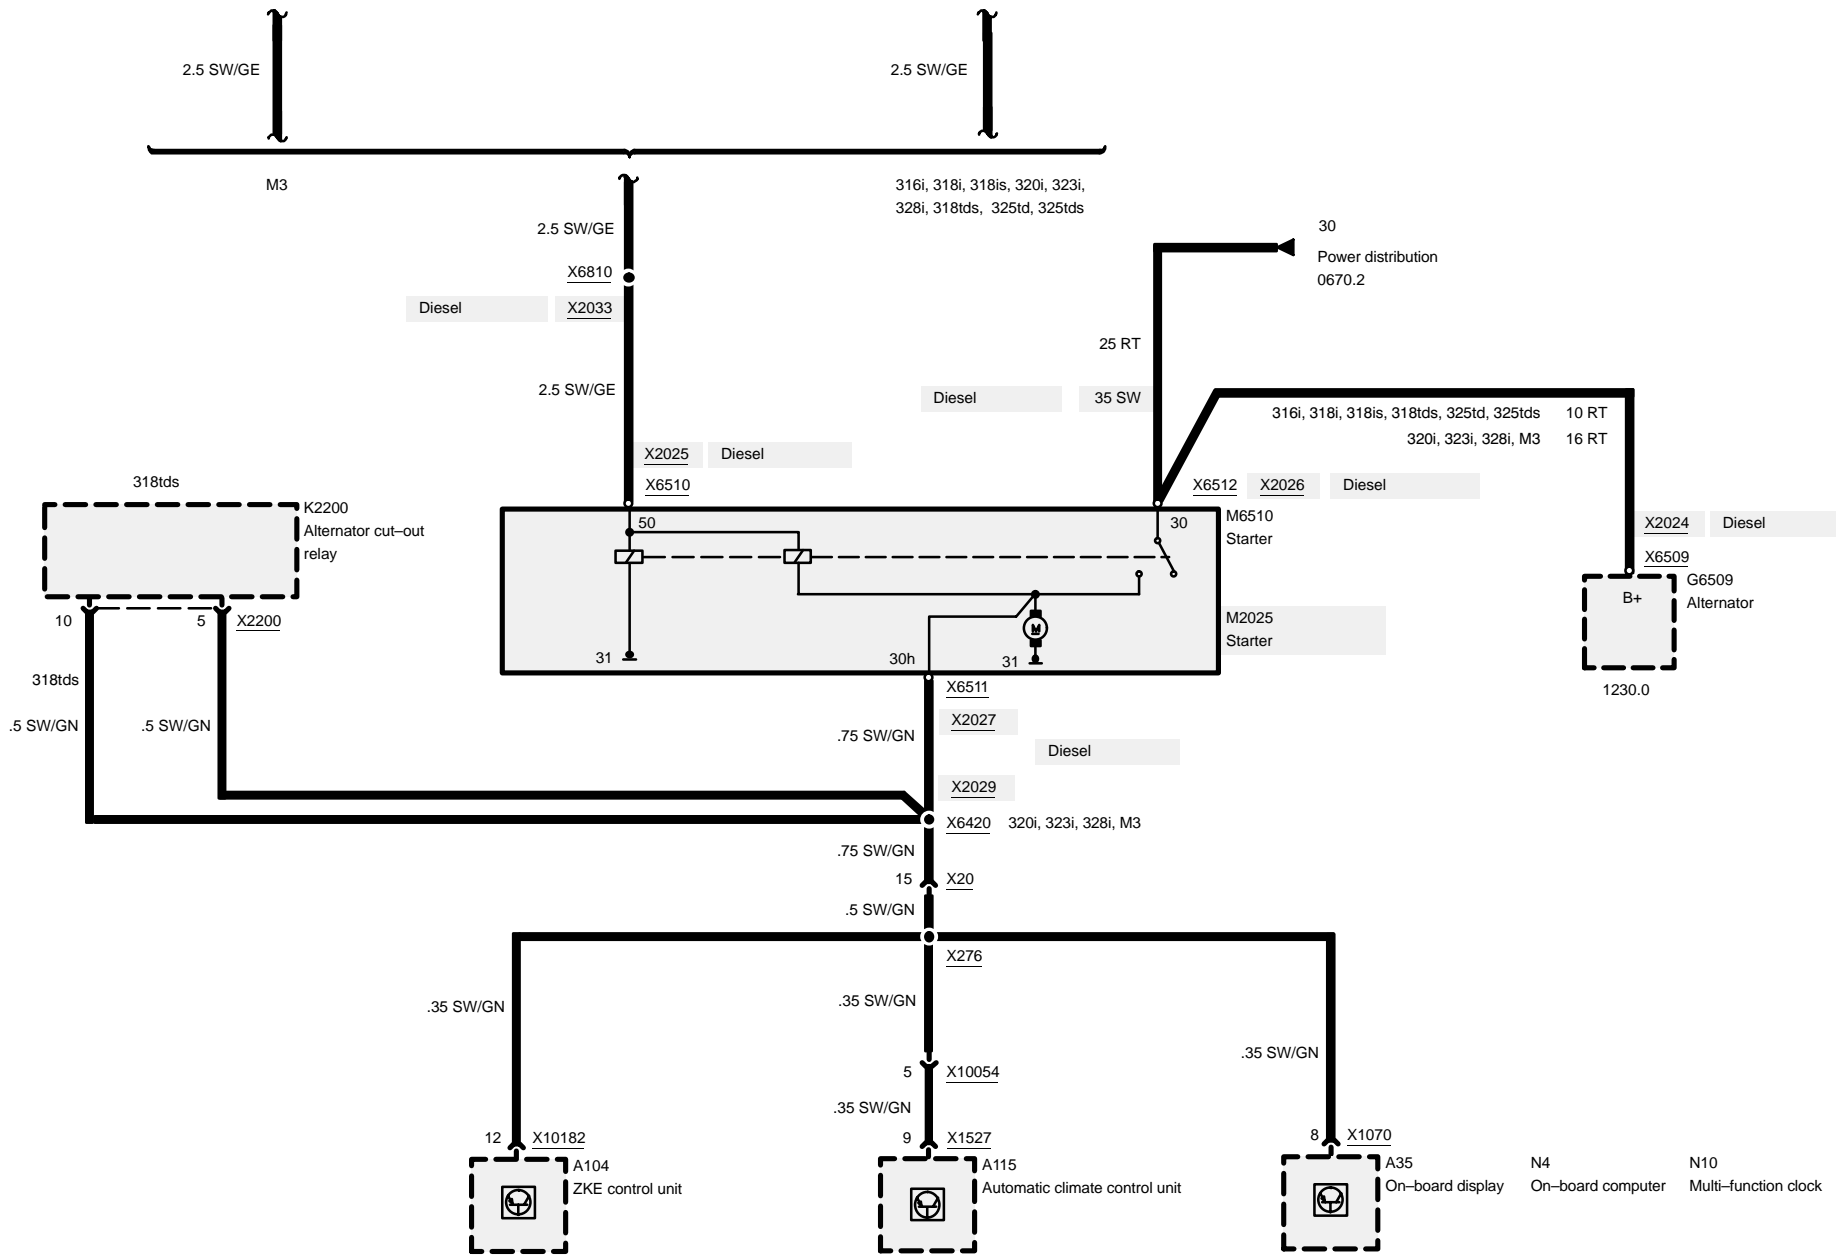 2.5 SW/GE
2.5 SW/GE
M3
316i, 318i, 318is, 320i, 323i,
328i, 318tds, 325td, 325tds
2.5 SW/GE
30
Power distribution
0670.2
X6810
Diesel
X2033
25 RT
2.5 SW/GE
Diesel
35 SW
316i, 318i, 318is, 318tds, 325td, 325tds 10 RT
320i, 323i, 328i, M3 16 RT
X2025
Diesel
X6510
X6512
X2026
Diesel
318tds
K2200
Alternator cut–out
relay
50
30
M6510
Starter
X2024
Diesel
X6509
G6509
Alternator
B+
10
5
X2200
M
M2025
Starter
31
30h
31
318tds
X6511
1230.0
.5 SW/GN
.5 SW/GN
X2027
.75 SW/GN
Diesel
X2029
X6420
320i, 323i, 328i, M3
.75 SW/GN
15
X20
.5 SW/GN
X276
.35 SW/GN
.35 SW/GN
.35 SW/GN
5
X10054
.35 SW/GN
12
X10182
9
X1527
8
X1070
A104
ZKE control unit
A115
Automatic climate control unit
A35
On–board display
N4
On–board computer
N10
Multi–function clock